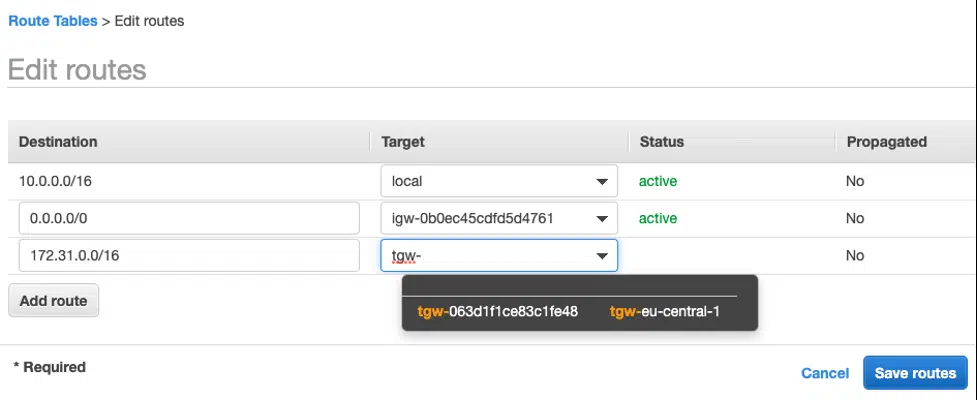 Route Tables > Edit routes
Edit routes
Destination Target Status Propagated
10.0.0.0/16 local active No
0.0.0.0/0 igw-0b0ec45cdfd5d4761 active No
172.31.0.0/16 tgw- No
tgw-063d1f1ce83c1fe48 tgw-eu-central-1
Add route
* Required
Cancel Save routes